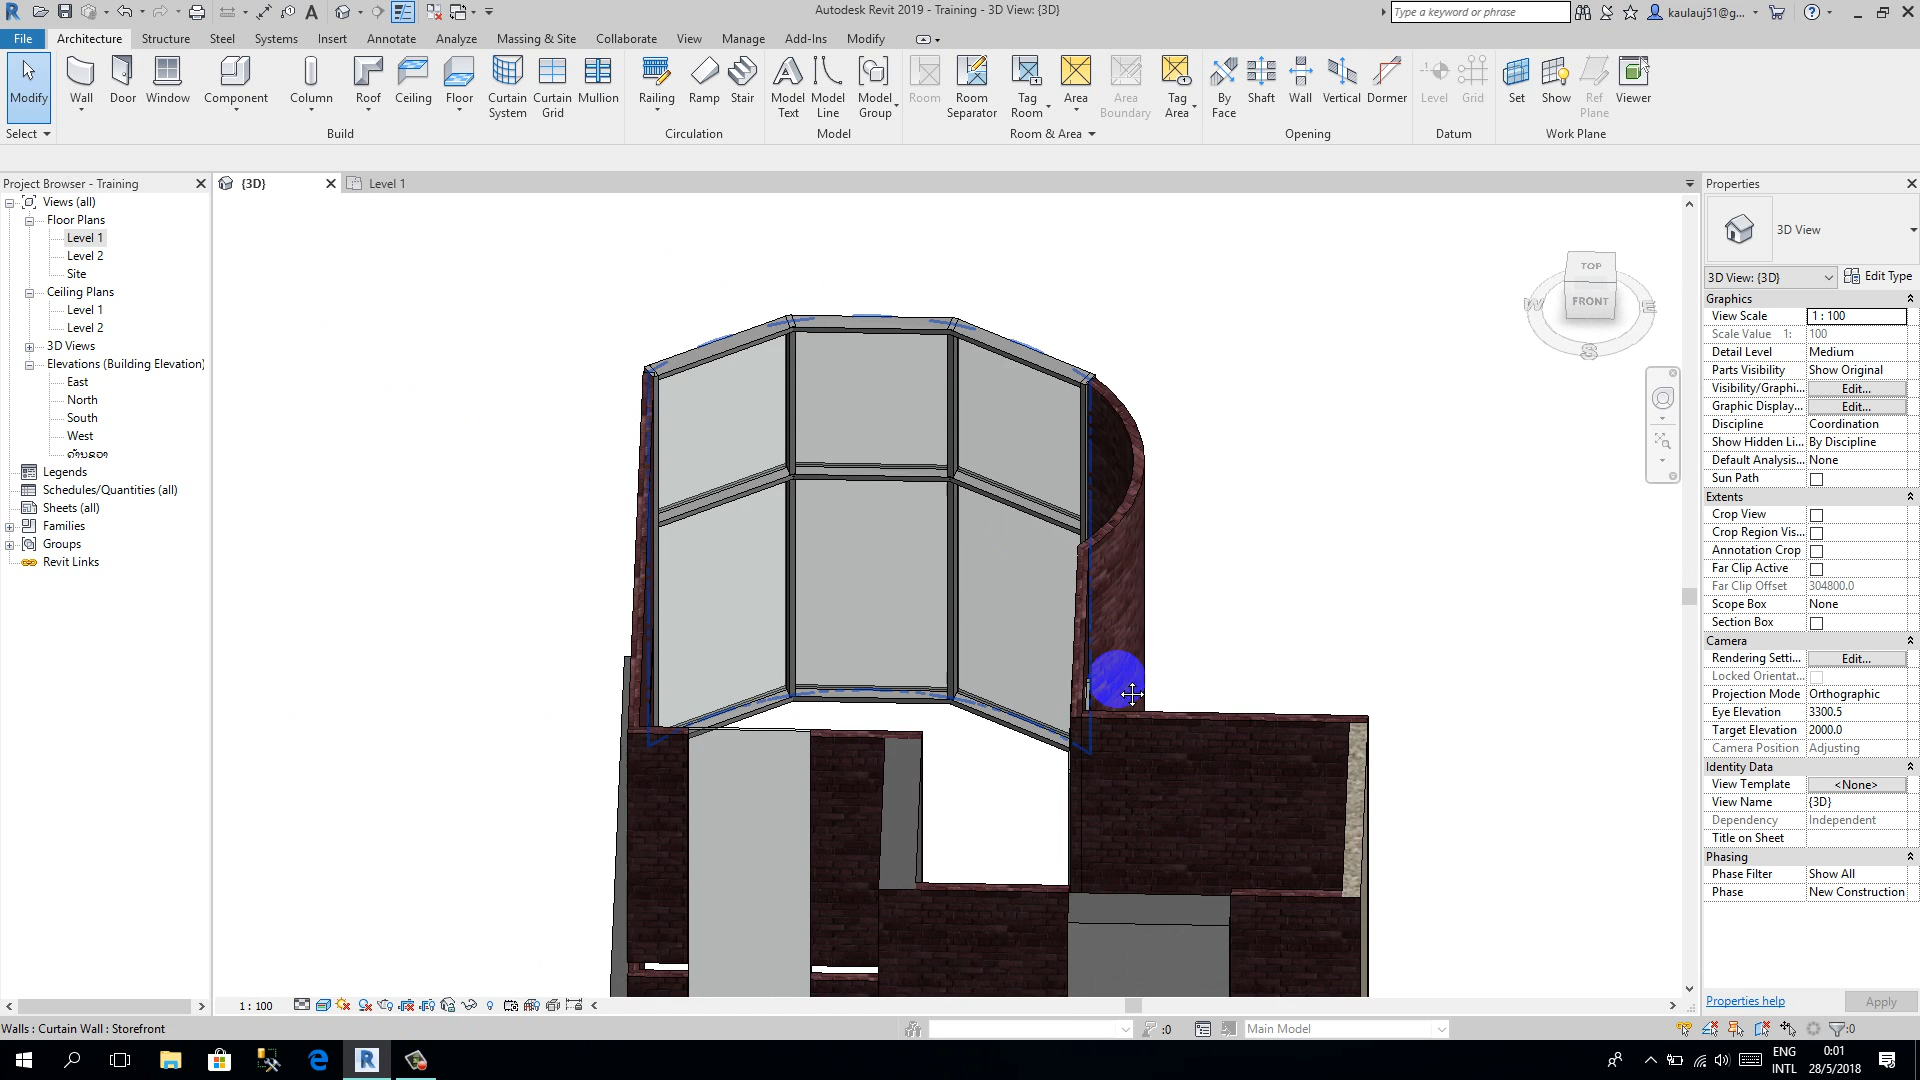 Autodesk Revit 2019 - Training - 3D View: {3D}
Type a keyword or phrase
kaulauj51@g...
File Architecture Structure Steel Systems Insert Annotate Analyze Massing & Site Collaborate View Manage Add-Ins Modify
Modify Wall Door Window Component Column Roof Ceiling Floor Curtain System Curtain Grid Mullion Railing Ramp Stair Model Text Model Line Model Group Room Room Separator Tag Room Area Area Boundary Tag Area By Face Shaft Wall Vertical Dormer Level Grid Set Show Ref Plane Viewer
Select Build Circulation Model Room & Area Opening Datum Work Plane
Project Browser - Training
{3D}
Level 1
Properties
Views (all)
Floor Plans
Level 1
Level 2
Site
Ceiling Plans
Level 1
Level 2
3D Views
Elevations (Building Elevation)
East
North
South
West
Legends
Schedules/Quantities (all)
Sheets (all)
Families
Groups
Revit Links
TOP
FRONT
W
E
S
3D View
3D View: {3D} Edit Type
Graphics
View Scale 1 : 100
Scale Value 1: 100
Detail Level Medium
Parts Visibility Show Original
Visibility/Graphi... Edit...
Graphic Display... Edit...
Discipline Coordination
Show Hidden Li... By Discipline
Default Analysis... None
Sun Path
Extents
Crop View
Crop Region Vis...
Annotation Crop
Far Clip Active
Far Clip Offset 304800.0
Scope Box None
Section Box
Camera
Rendering Setti... Edit...
Locked Orientat...
Projection Mode Orthographic
Eye Elevation 3300.5
Target Elevation 2000.0
Camera Position Adjusting
Identity Data
View Template <None>
View Name {3D}
Dependency Independent
Title on Sheet
Phasing
Phase Filter Show All
Phase New Construction
Properties help Apply
1 : 100
Walls : Curtain Wall : Storefront
:0
Main Model
:0
ENG
INTL
0:01
28/5/2018